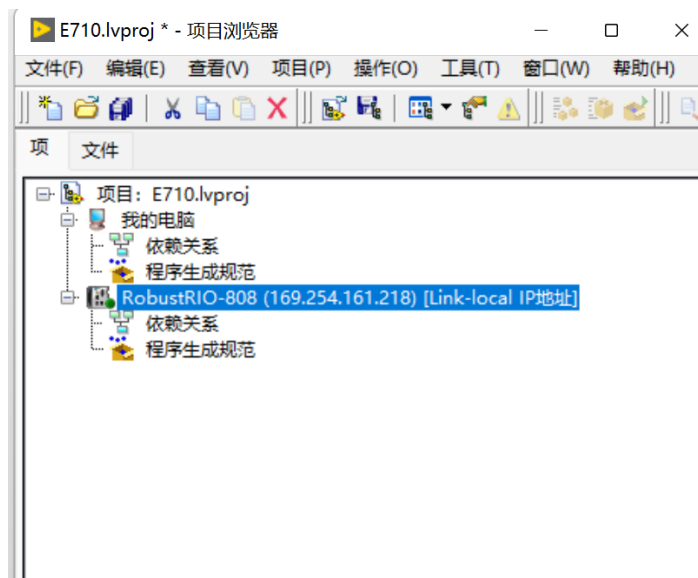 E710.lvproj * - 项目浏览器
文件(F) 编辑(E) 查看(V) 项目(P) 操作(O) 工具(T) 窗口(W) 帮助(H)
项 文件
项目：E710.lvproj
我的电脑
依赖关系
程序生成规范
RobustRIO-808 (169.254.161.218) [Link-local IP地址]
依赖关系
程序生成规范